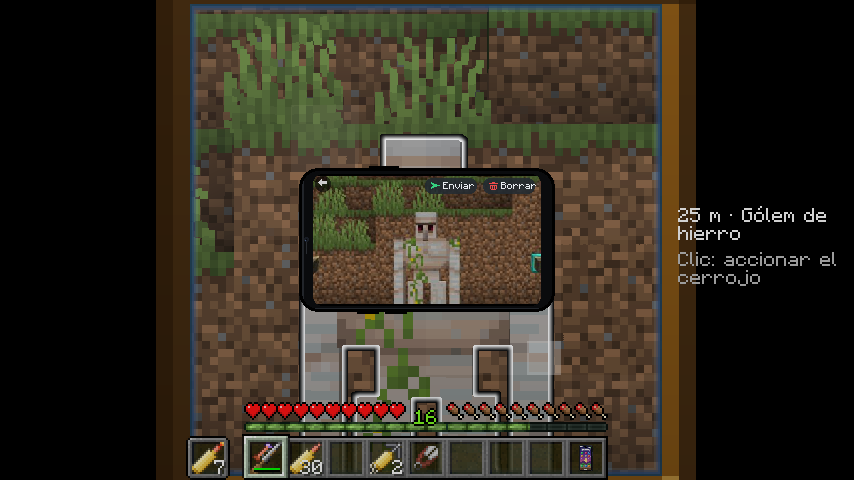 Enviar
Borrar
25 m · Gólem de
hierro
Clic: accionar el
cerrojo
16
7
30
2